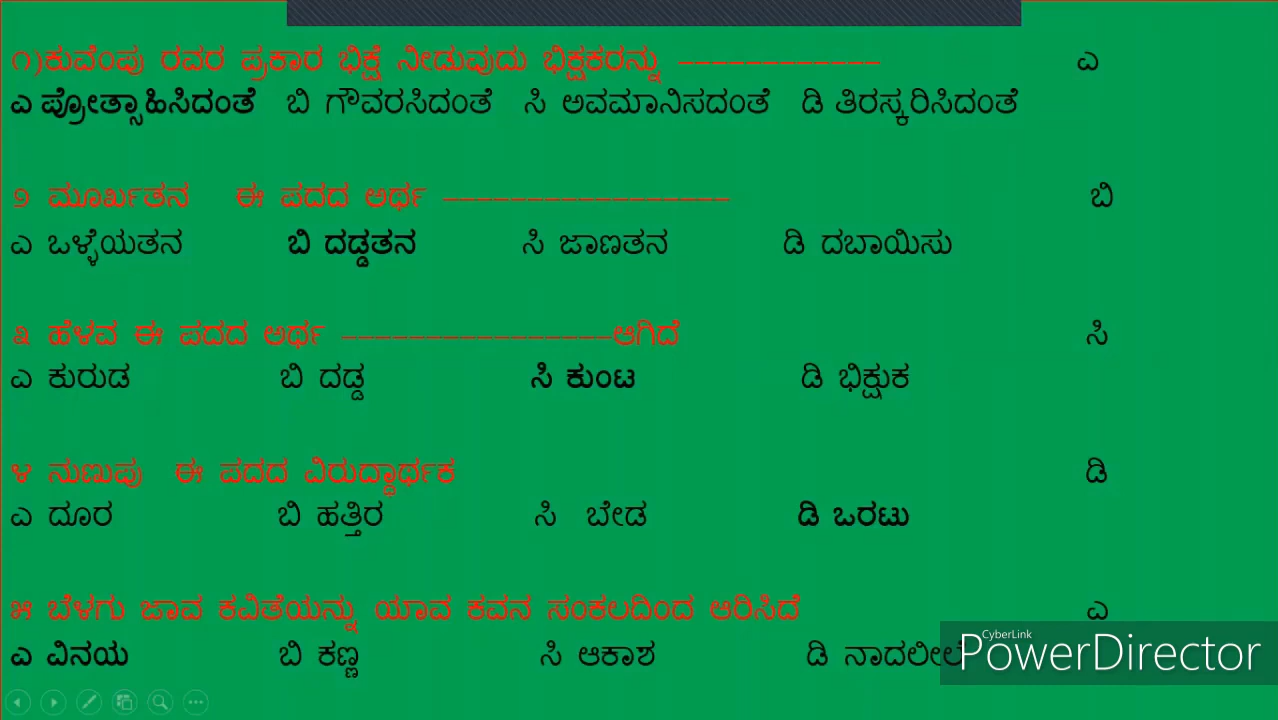 ೧)ಕುವೆಂಪು ರವರ ಪ್ರಕಾರ ಭಿಕ್ಷೆ ನೀಡುವುದು ಭಿಕ್ಷಕರನ್ನು ------------ ಎ
ಎ ಪ್ರೋತ್ಸಾಹಿಸಿದಂತೆ ಬಿ ಗೌವರಸಿದಂತೆ ಸಿ ಅವಮಾನಿಸದಂತೆ ಡಿ ತಿರಸ್ಕರಿಸಿದಂತೆ
೨ ಮೂರ್ಖತನ ಈ ಪದದ ಅರ್ಥ ----------------- ಬಿ
ಎ ಒಳ್ಳೆಯತನ ಬಿ ದಡ್ಡತನ ಸಿ ಜಾಣತನ ಡಿ ದಬಾಯಿಸು
೩ ಹೆಳವ ಈ ಪದದ ಅರ್ಥ ----------------ಆಗಿದೆ ಸಿ
ಎ ಕುರುಡ ಬಿ ದಡ್ಡ ಸಿ ಕುಂಟ ಡಿ ಭಿಕ್ಷುಕ
೪ ನುಣುಪು ಈ ಪದದ ವಿರುದ್ಧಾರ್ಥಕ ಡಿ
ಎ ದೂರ ಬಿ ಹತ್ತಿರ ಸಿ ಬೇಡ ಡಿ ಒರಟು
೫ ಬೆಳಗು ಜಾವ ಕವಿತೆಯನ್ನು ಯಾವ ಕವನ ಸಂಕಲದಿಂದ ಆರಿಸಿದೆ ಎ
ಎ ವಿನಯ ಬಿ ಕಣ್ಣ ಸಿ ಆಕಾಶ ಡಿ ನಾದಲೀಲೆ
CyberLink
PowerDirector